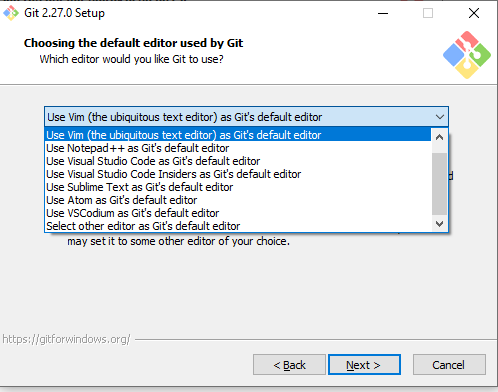 Git 2.27.0 Setup
Choosing the default editor used by Git
Which editor would you like Git to use?
Use Vim (the ubiquitous text editor) as Git's default editor
Use Vim (the ubiquitous text editor) as Git's default editor
Use Notepad++ as Git's default editor
Use Visual Studio Code as Git's default editor
Use Visual Studio Code Insiders as Git's default editor
Use Sublime Text as Git's default editor
Use Atom as Git's default editor
Use VSCodium as Git's default editor
Select other editor as Git's default editor
may set it to some other editor of your choice.
https://gitforwindows.org/
< Back
Next >
Cancel